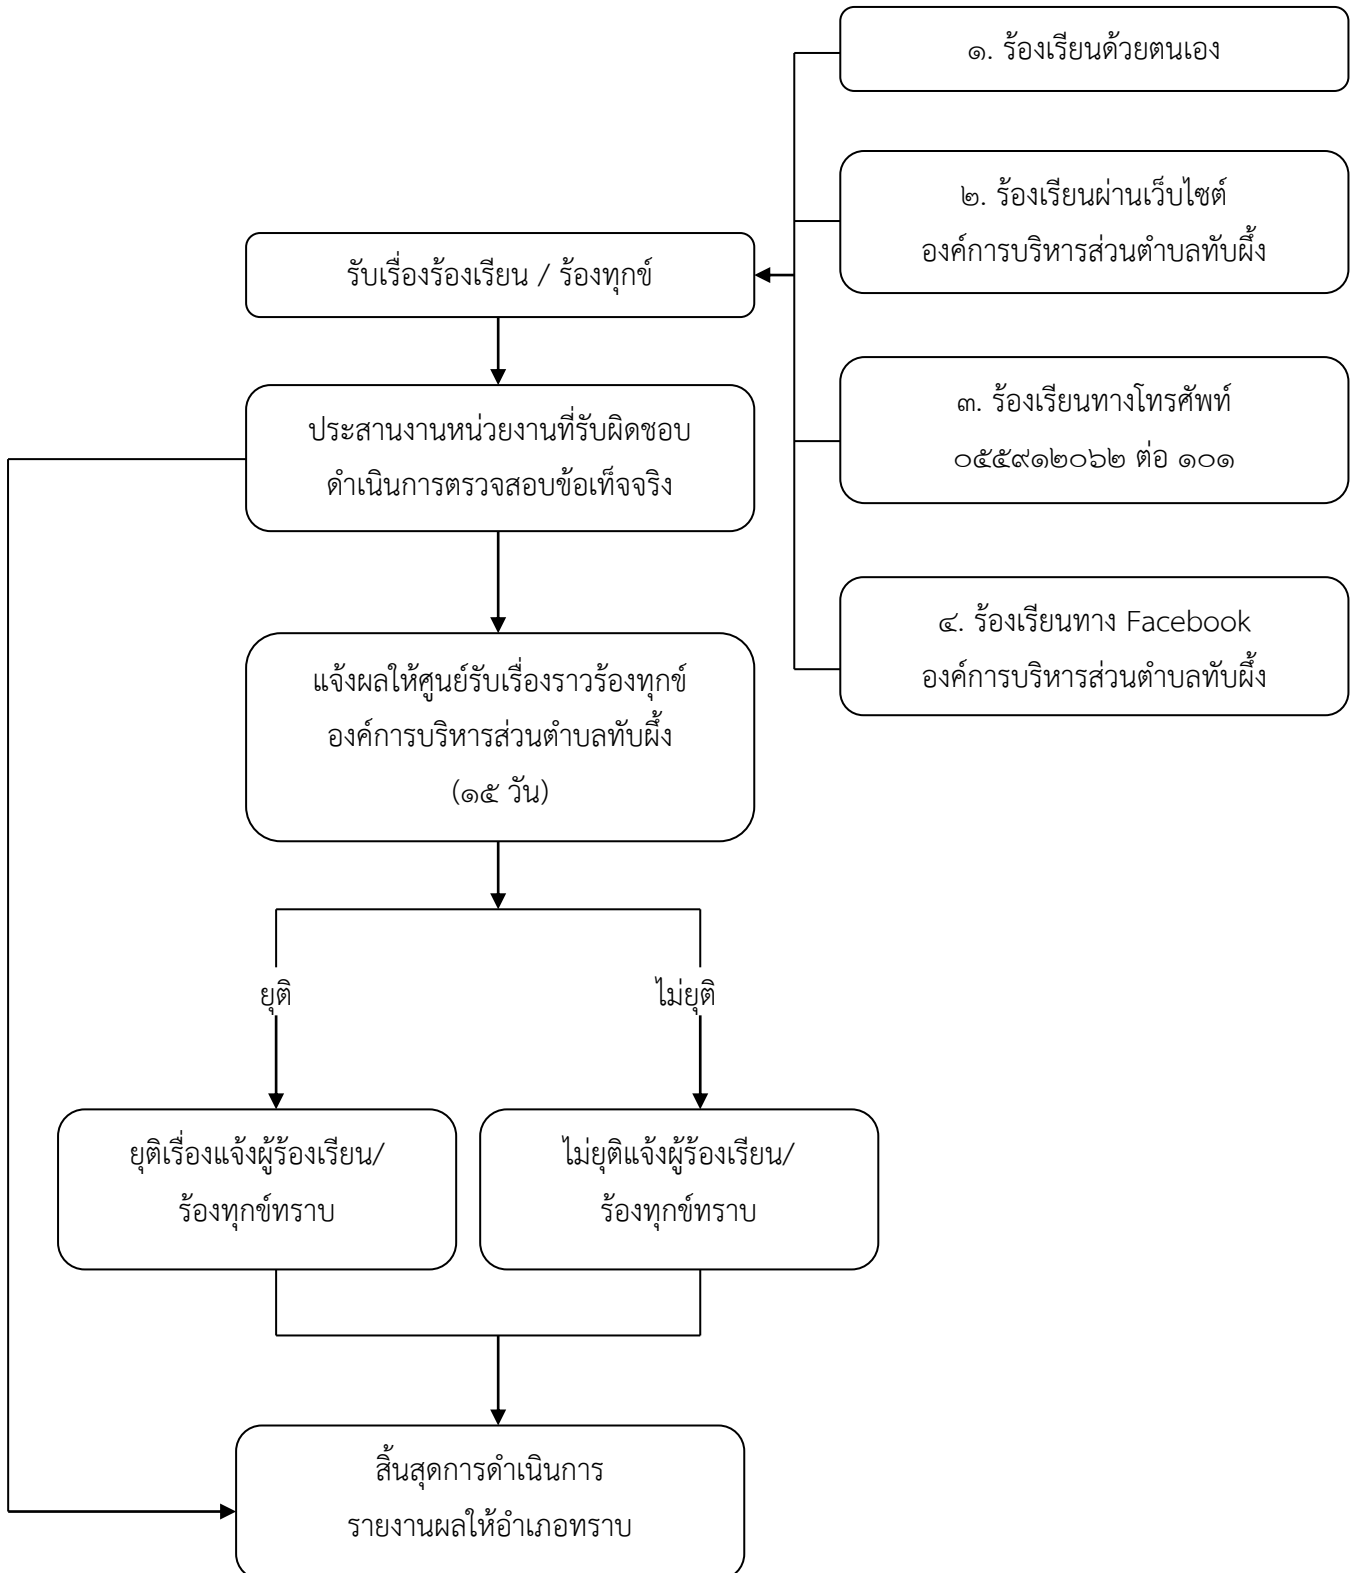 ๑. ร้องเรียนด้วยตนเอง
๒. ร้องเรียนผ่านเว็บไซต์
องค์การบริหารส่วนตำบลทับผึ้ง
รับเรื่องร้องเรียน / ร้องทุกข์
๓. ร้องเรียนทางโทรศัพท์
๐๕๕๙๑๒๐๖๒ ต่อ ๑๐๑
ประสานงานหน่วยงานที่รับผิดชอบ
ดำเนินการตรวจสอบข้อเท็จจริง
๔. ร้องเรียนทาง Facebook
องค์การบริหารส่วนตำบลทับผึ้ง
แจ้งผลให้ศูนย์รับเรื่องราวร้องทุกข์
องค์การบริหารส่วนตำบลทับผึ้ง
(๑๕ วัน)
ยุติ
ไม่ยุติ
ยุติเรื่องแจ้งผู้ร้องเรียน/
ร้องทุกข์ทราบ
ไม่ยุติแจ้งผู้ร้องเรียน/
ร้องทุกข์ทราบ
สิ้นสุดการดำเนินการ
รายงานผลให้อำเภอทราบ